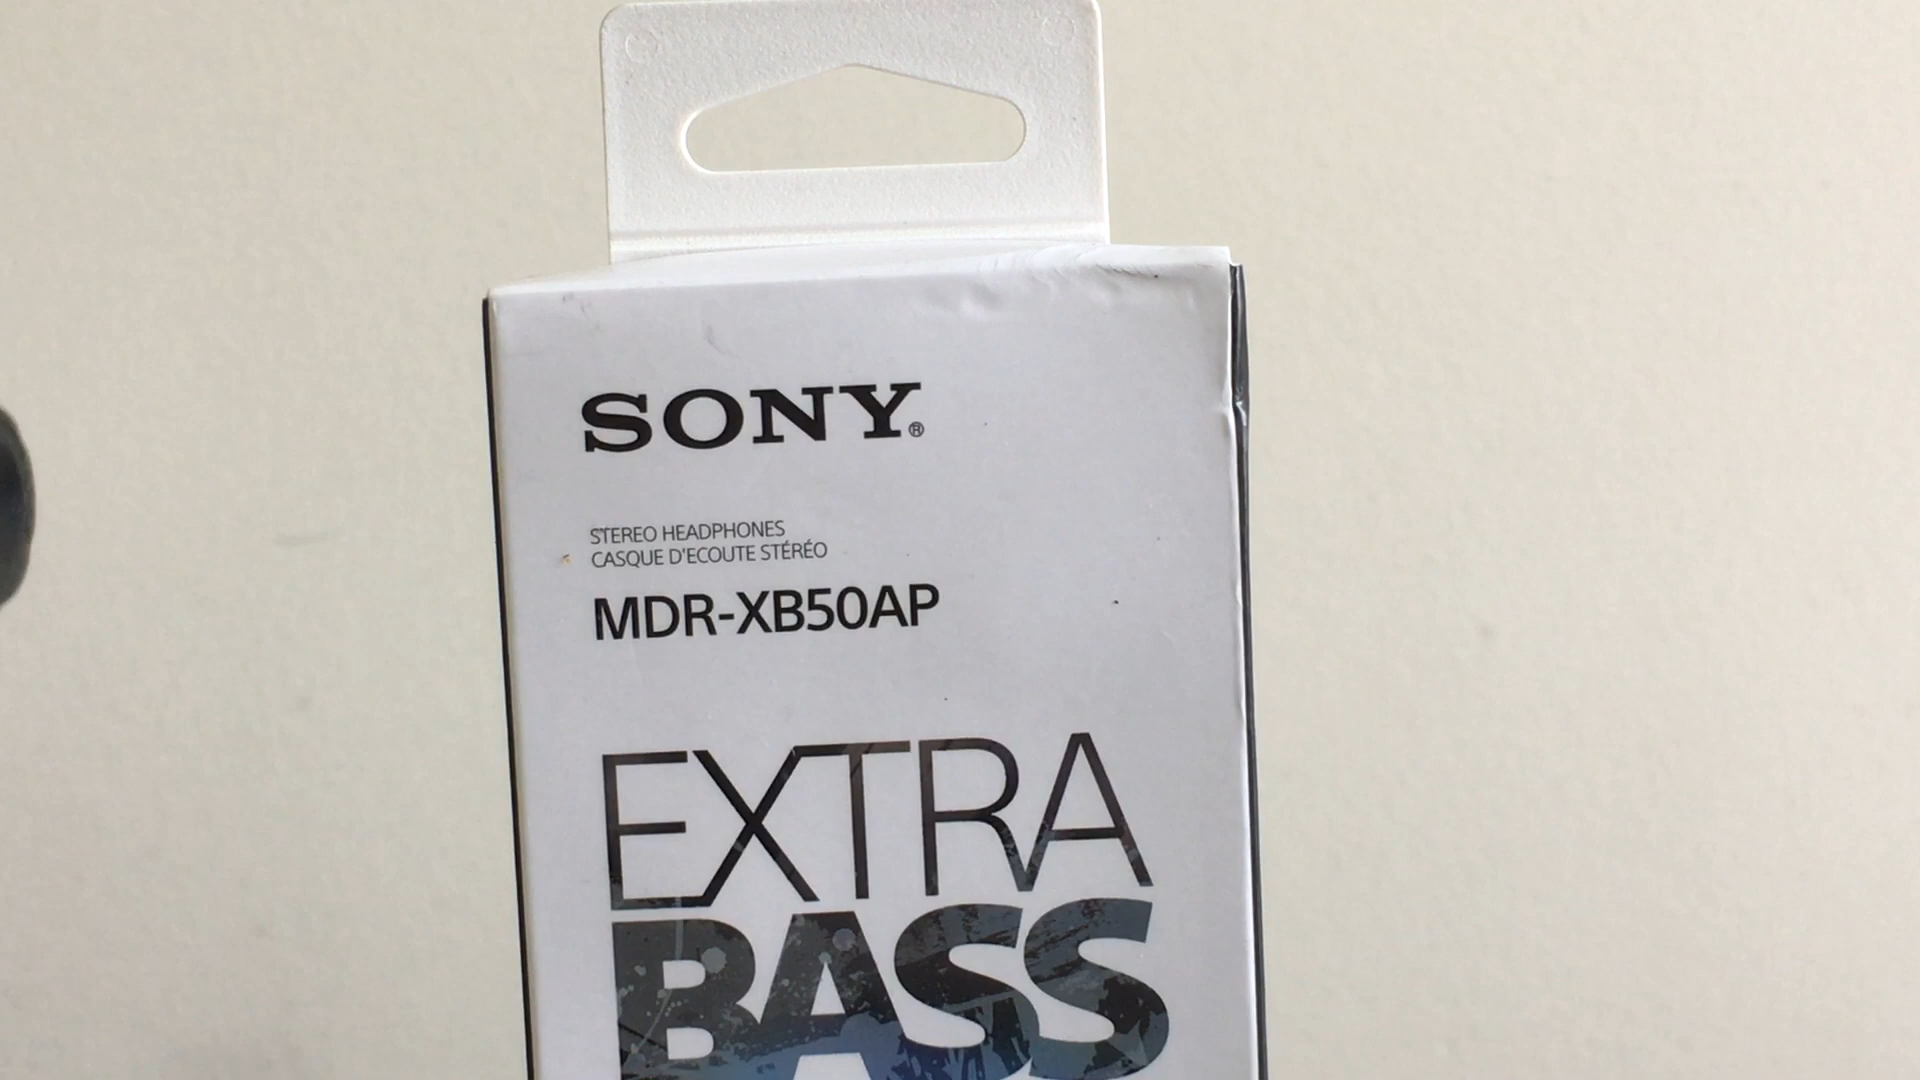 SONY®
STEREO HEADPHONES
CASQUE D'ECOUTE STÉRÉO
MDR-XB50AP
EXTRA
BASS